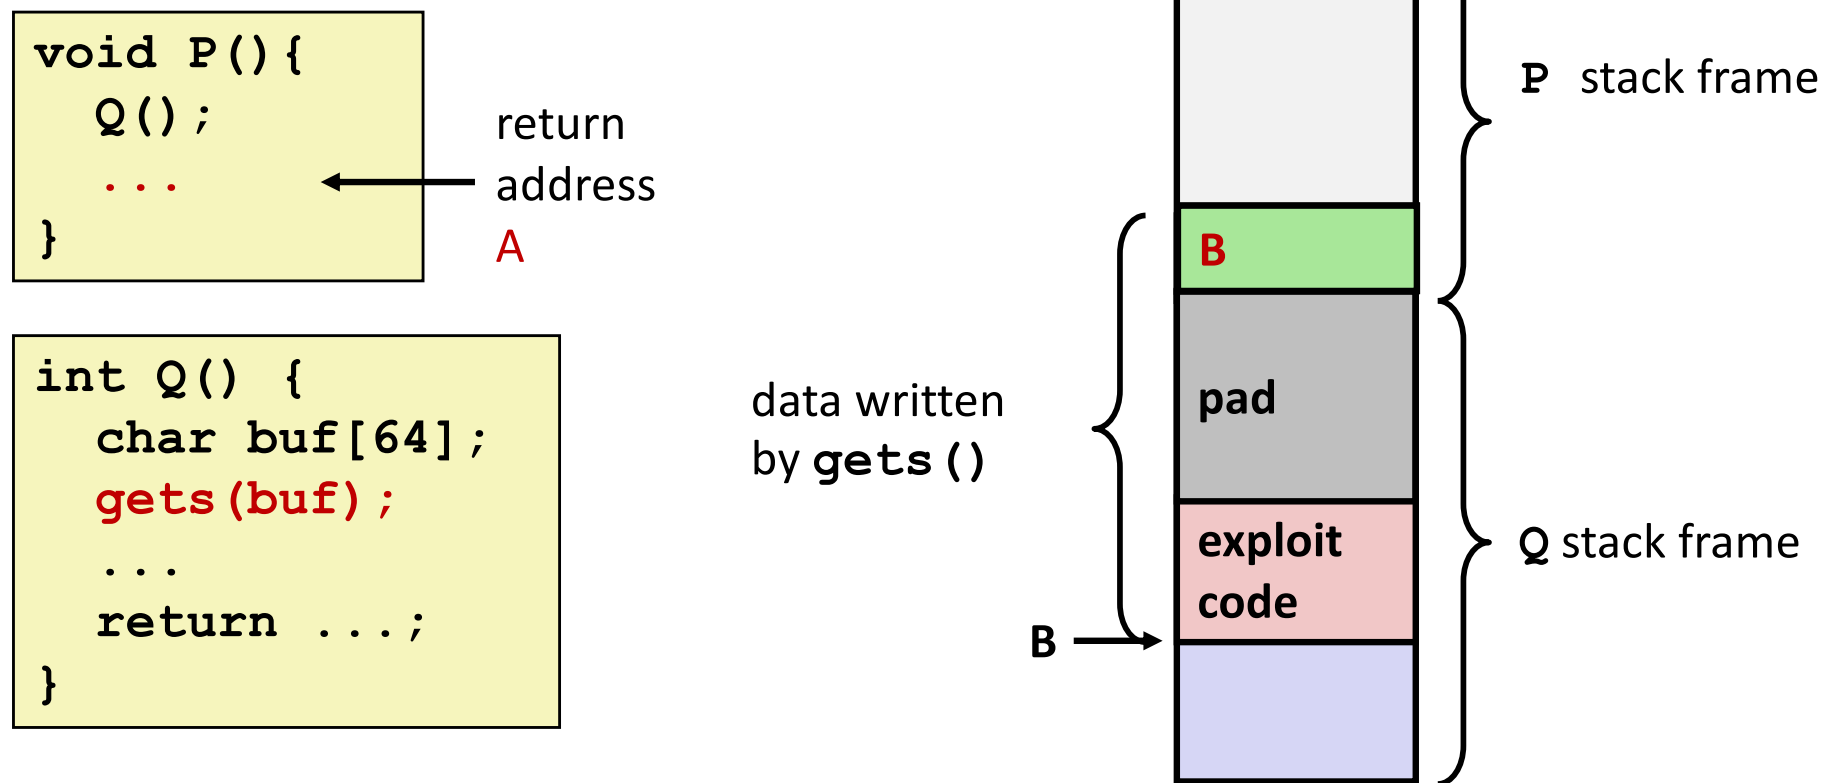 void P(){
  Q();
  ...
}
return
address
A
int Q() {
  char buf[64];
  gets(buf);
  ...
  return ...;
}
data written
by gets()
B
B
pad
exploit
code
P stack frame
Q stack frame